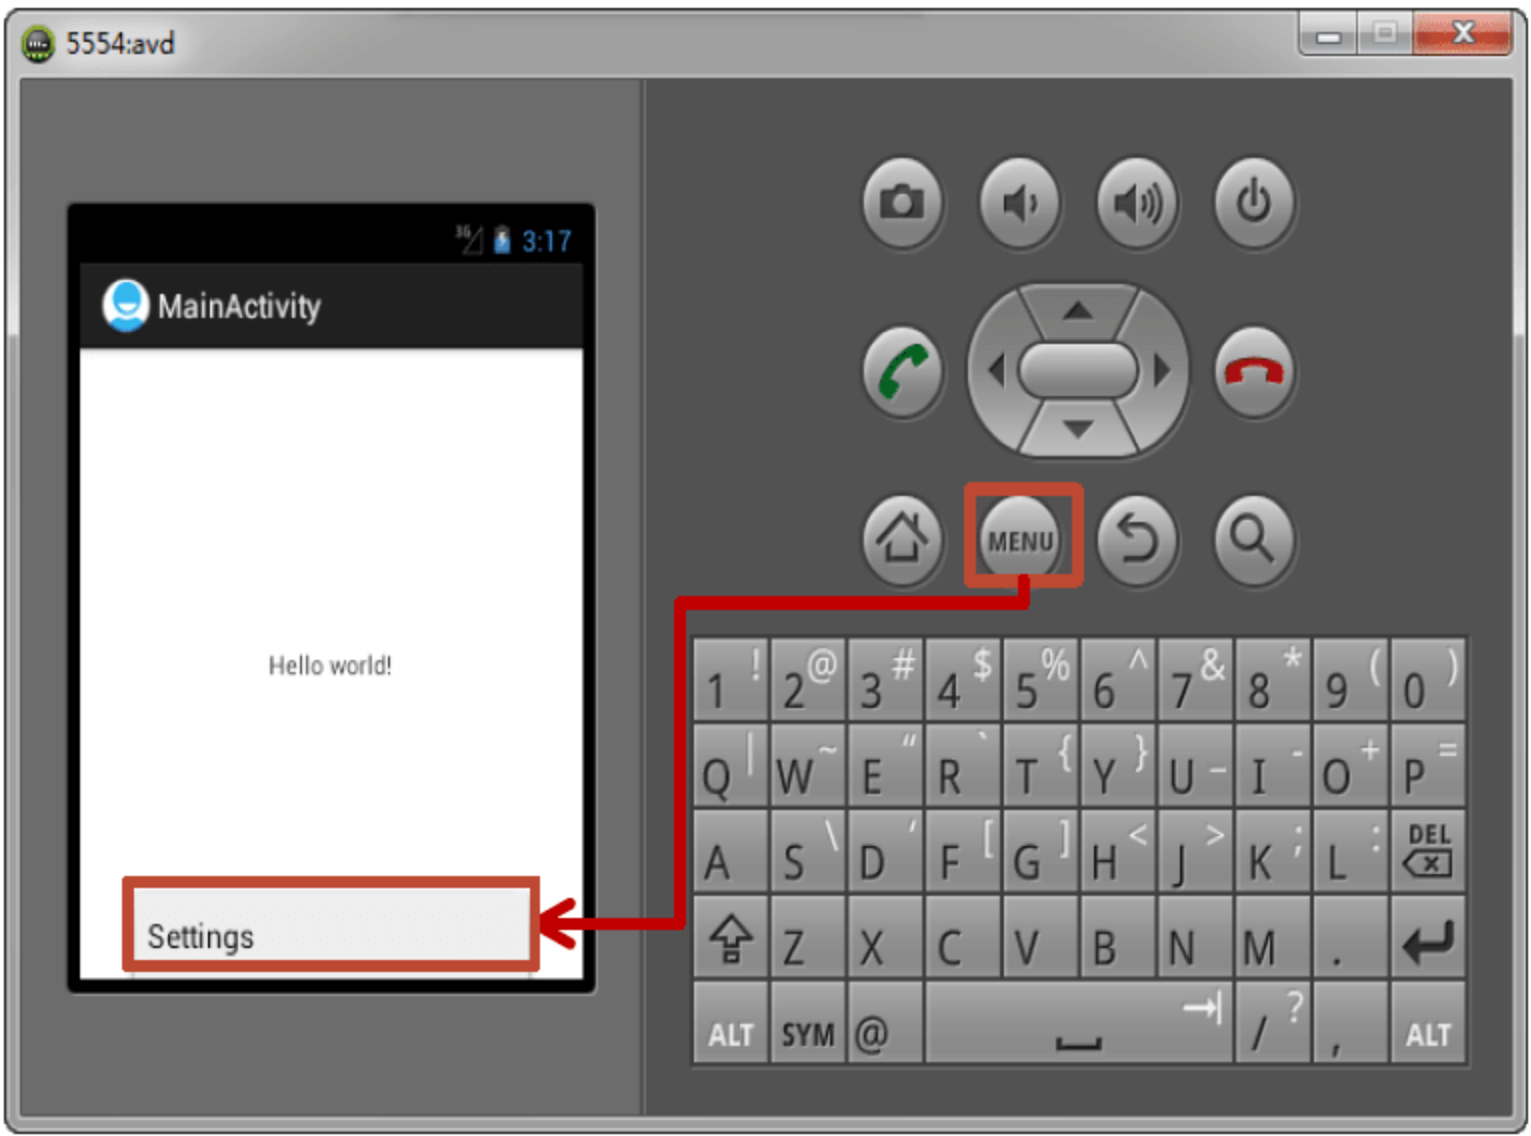 5554:avd
3G 3:17
MainActivity
Hello world!
Settings
MENU
1 ! 2 @ 3 # 4 $ 5 % 6 ^ 7 & 8 * 9 ( 0 )
Q | W ~ E " R ` T { Y } U _ I - O + P =
A S \ D ' F [ G ] H < J > K ; L : DEL
Z X C V B N M .
ALT SYM @ / ? , ALT